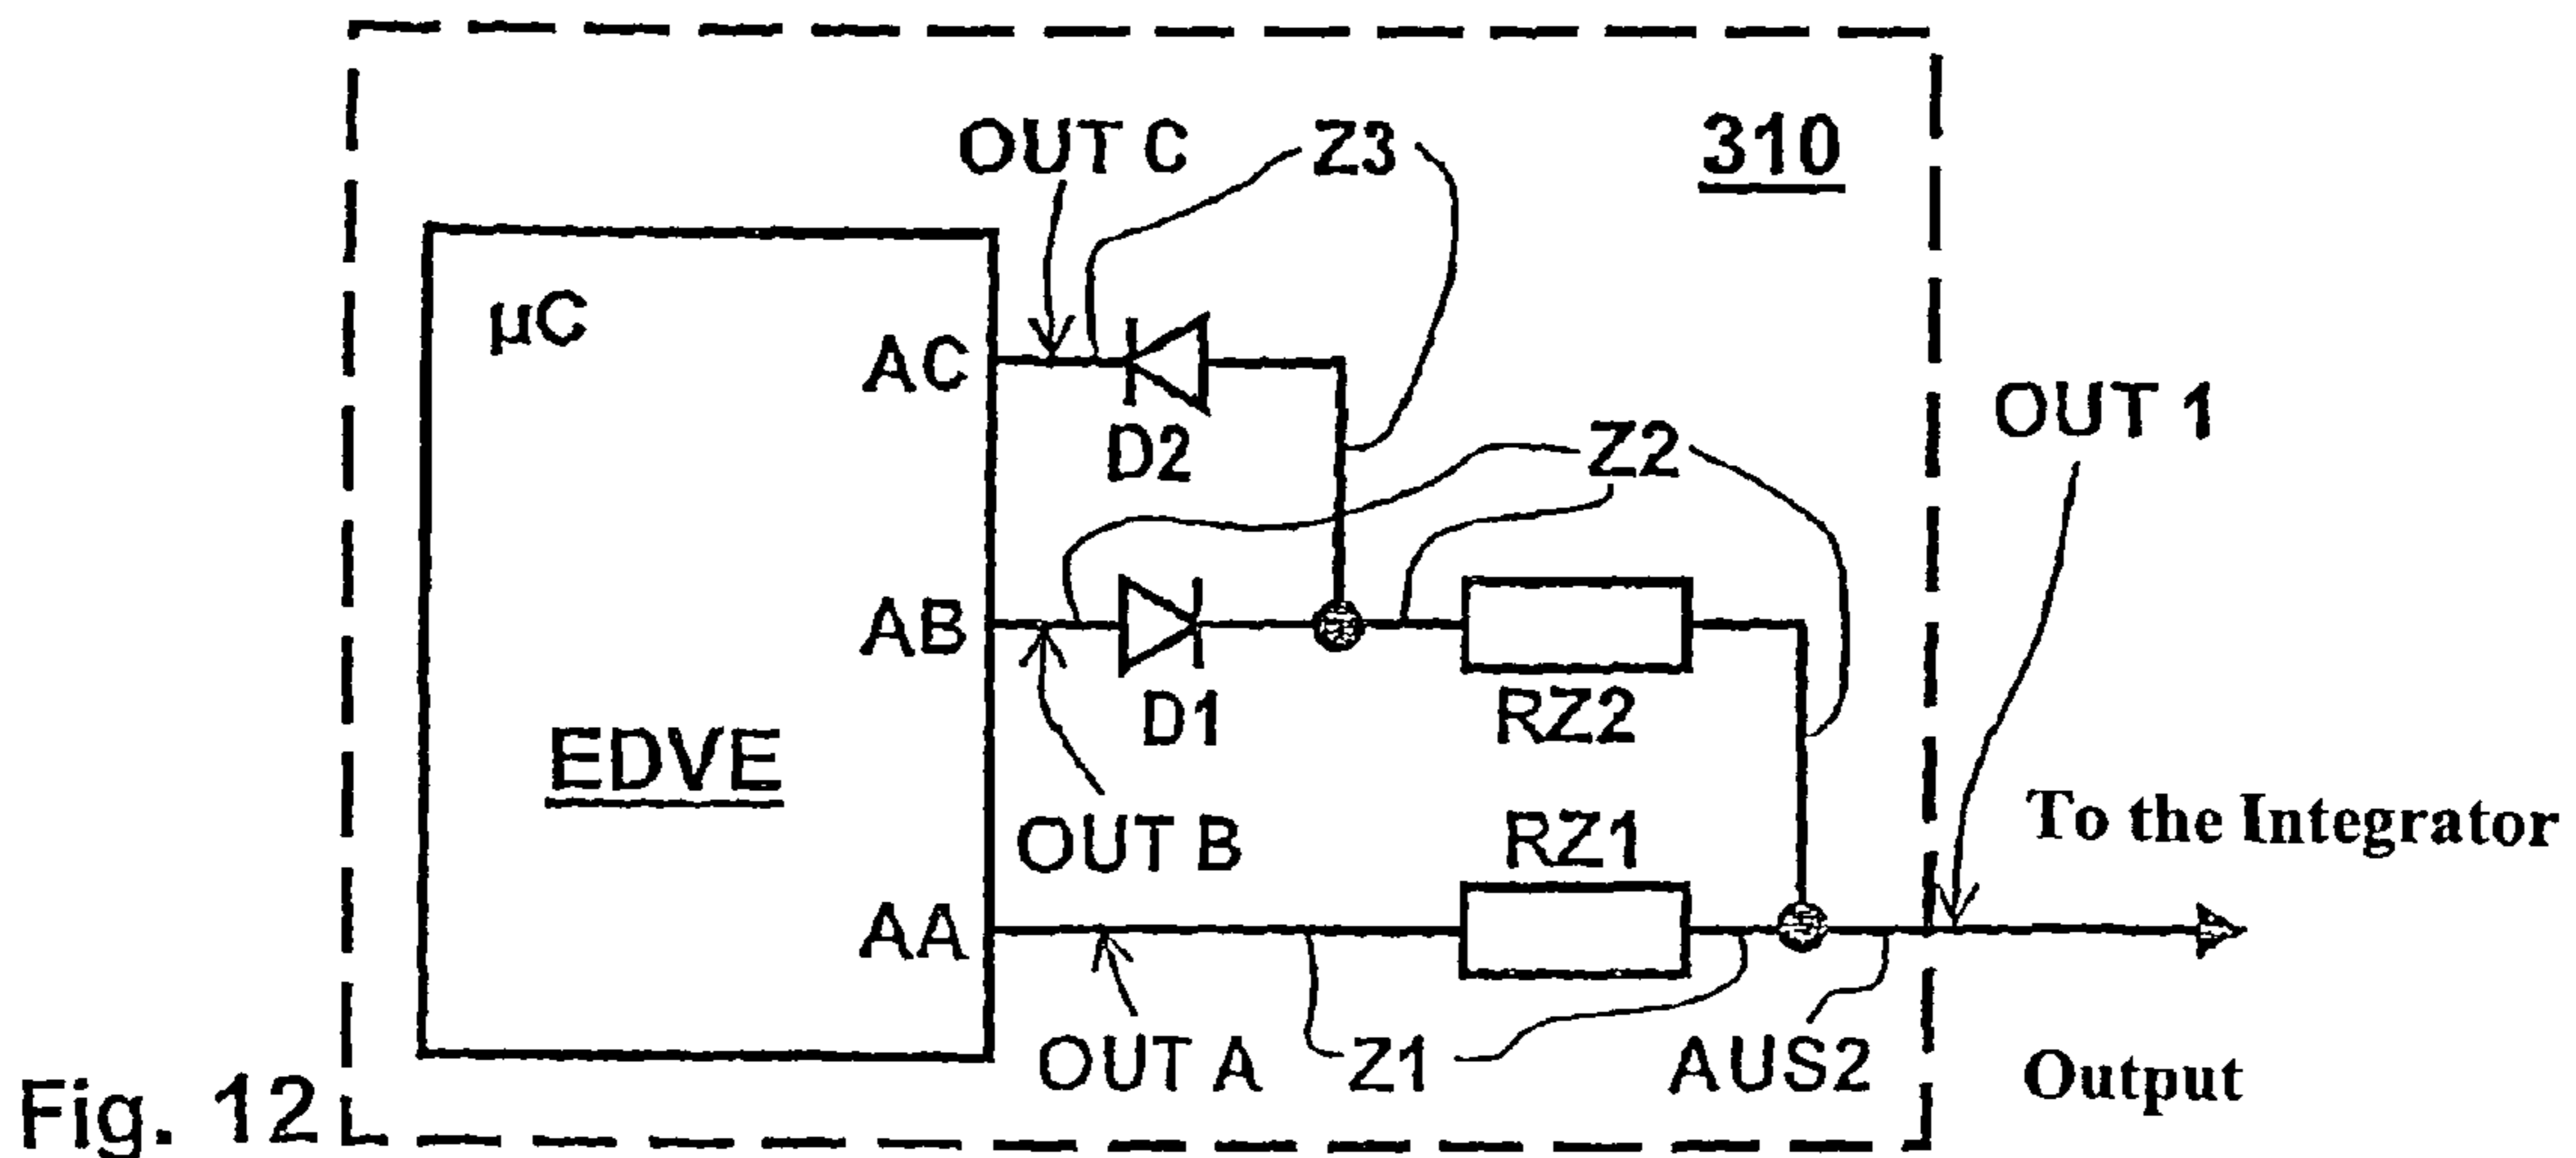 OUT C
Z3
310
µC
AC
D2
Z2
OUT 1
AB
D1
RZ2
EDVE
OUT B
RZ1
To the Integrator
AA
OUT A
Z1
AUS2
Output
Fig. 12